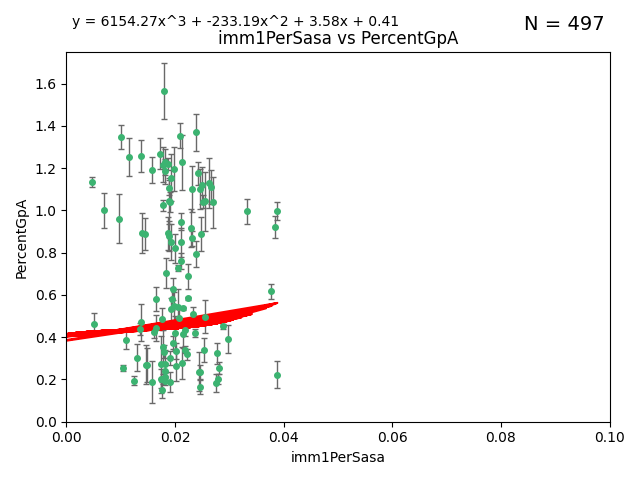 y = 6154.27x^3 + -233.19x^2 + 3.58x + 0.41
N = 497
imm1PerSasa vs PercentGpA
PercentGpA
1.6
1.4
1.2
1.0
0.8
0.6
0.4
0.2
0.0
0.00 0.02 0.04 0.06 0.08 0.10
imm1PerSasa